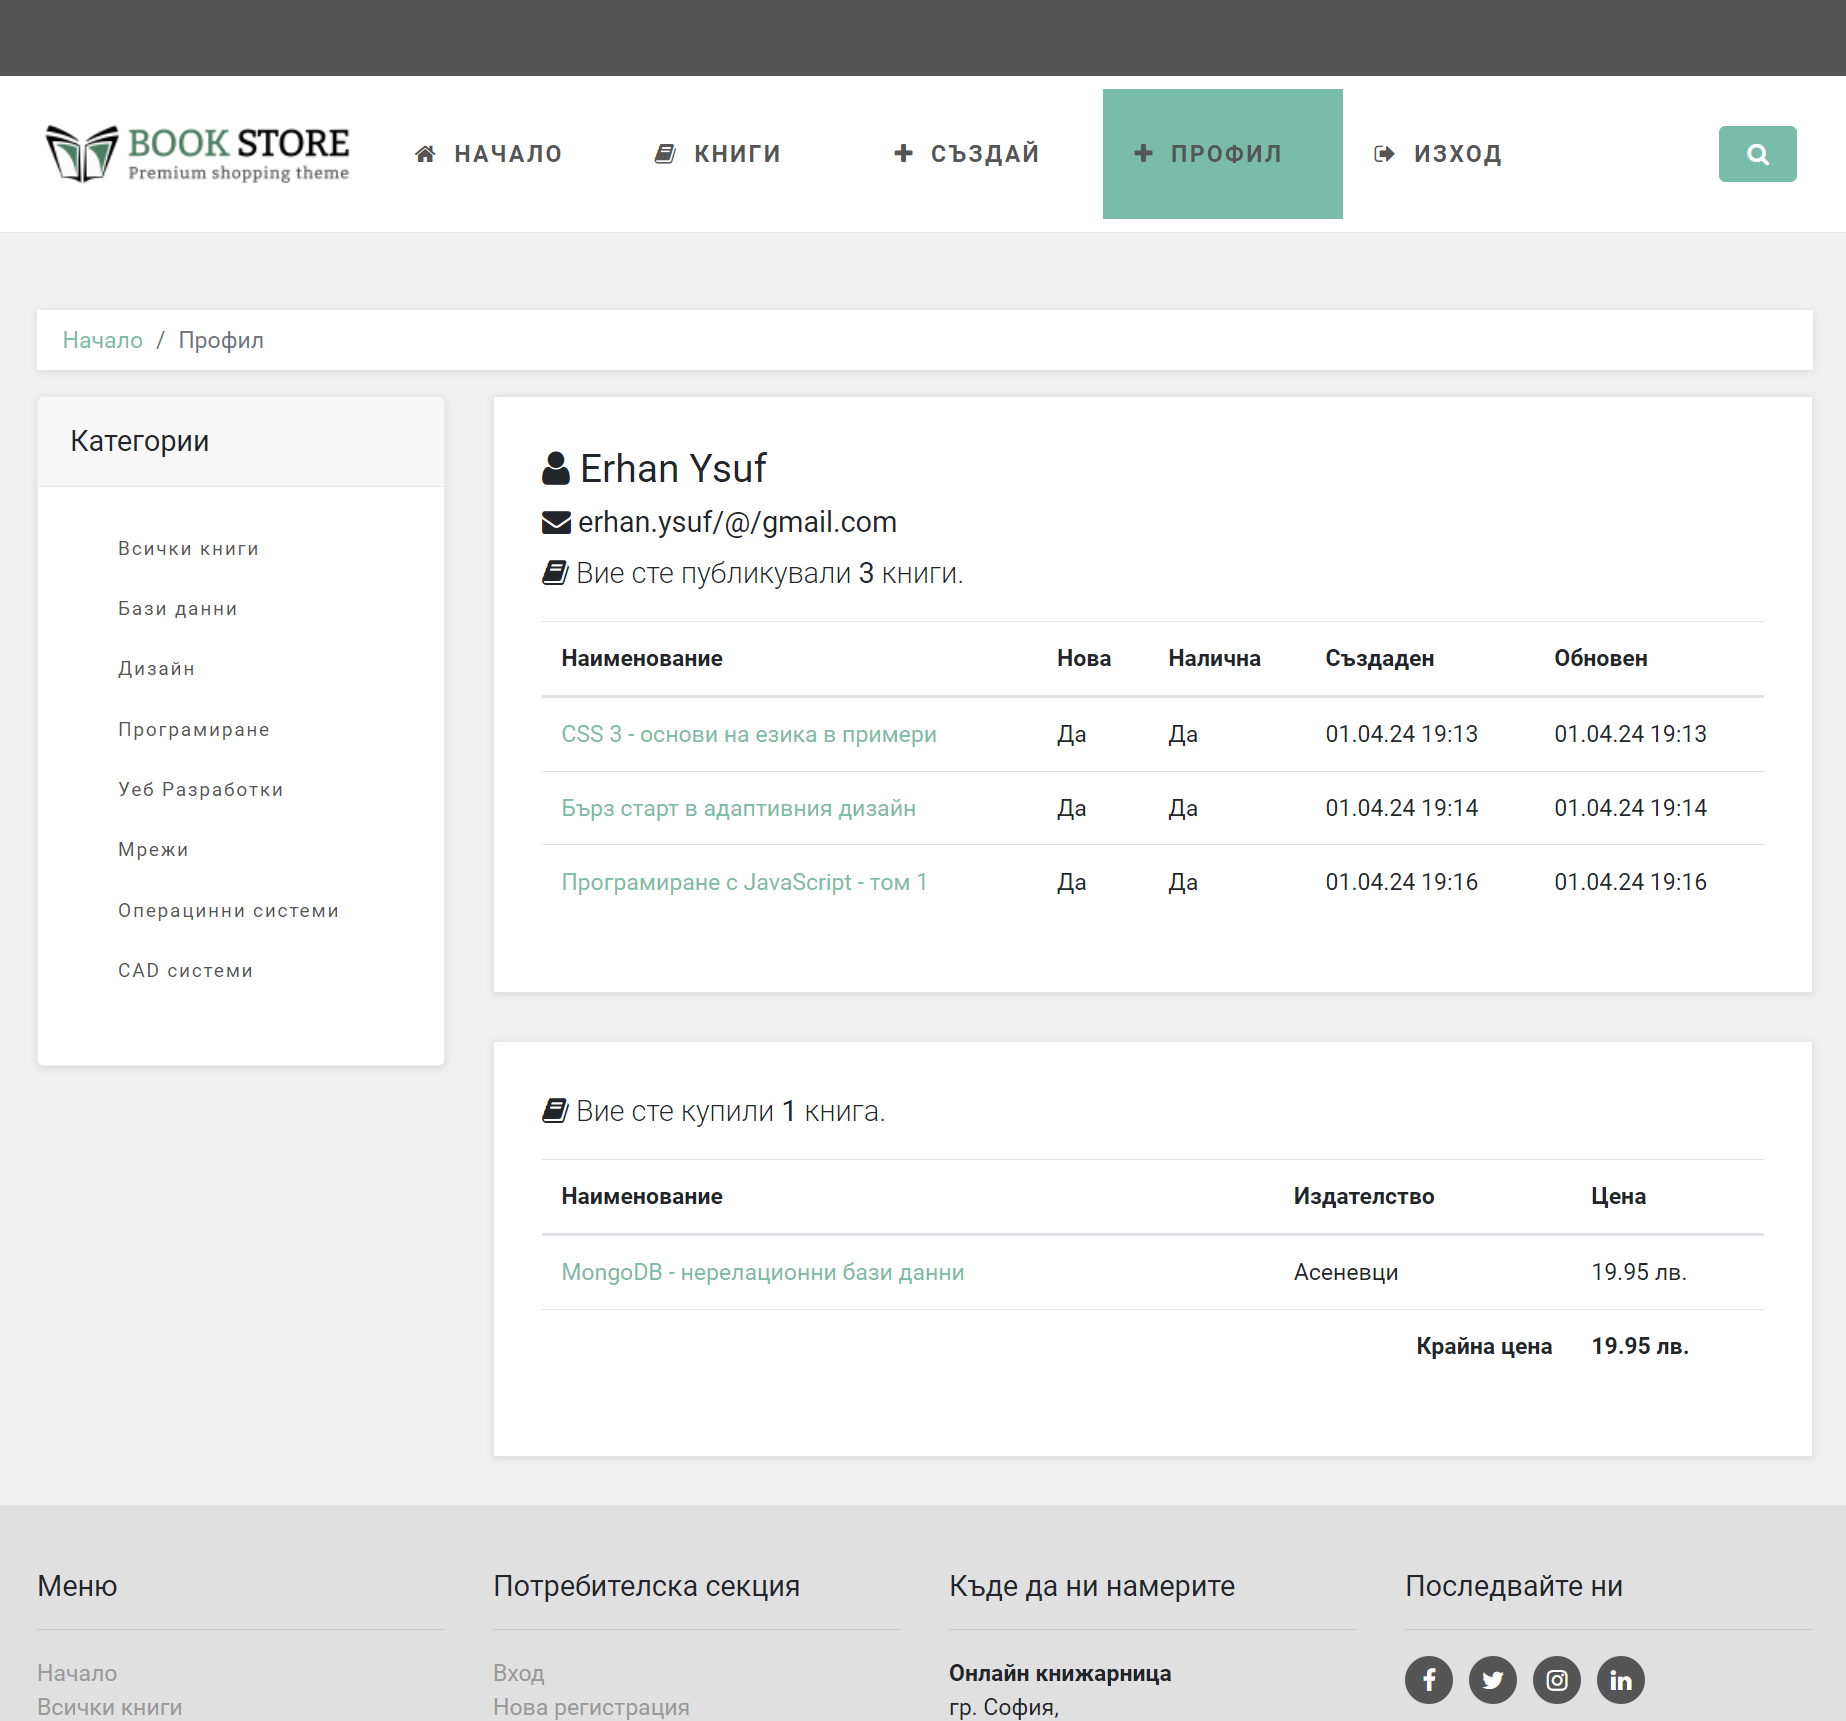 BOOK STORE
Premium shopping theme
НАЧАЛО
КНИГИ
СЪЗДАЙ
ПРОФИЛ
ИЗХОД
Начало / Профил
Категории
Всички книги
Бази данни
Дизайн
Програмиране
Уеб Разработки
Мрежи
Операцинни системи
CAD системи
Erhan Ysuf
erhan.ysuf/@/gmail.com
Вие сте публикували 3 книги.
Наименование Нова Налична Създаден Обновен
CSS 3 - основи на езика в примери Да Да 01.04.24 19:13 01.04.24 19:13
Бърз старт в адаптивния дизайн Да Да 01.04.24 19:14 01.04.24 19:14
Програмиране с JavaScript - том 1 Да Да 01.04.24 19:16 01.04.24 19:16
Вие сте купили 1 книга.
Наименование Издателство Цена
MongoDB - нерелационни бази данни Асеневци 19.95 лв.
Крайна цена 19.95 лв.
Меню
Начало
Всички книги
Потребителска секция
Вход
Нова регистрация
Къде да ни намерите
Онлайн книжарница
гр. София,
Последвайте ни